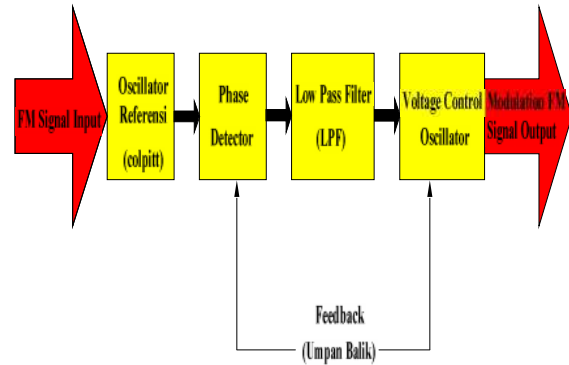 FM Signal Input
Oscillator
Referensi
(colpitt)
Phase
Detector
Low Pass Filter
(LPF)
Voltage Control
Oscillator
Modulation FM
Signal Output
Feedback
(Umpan Balik)